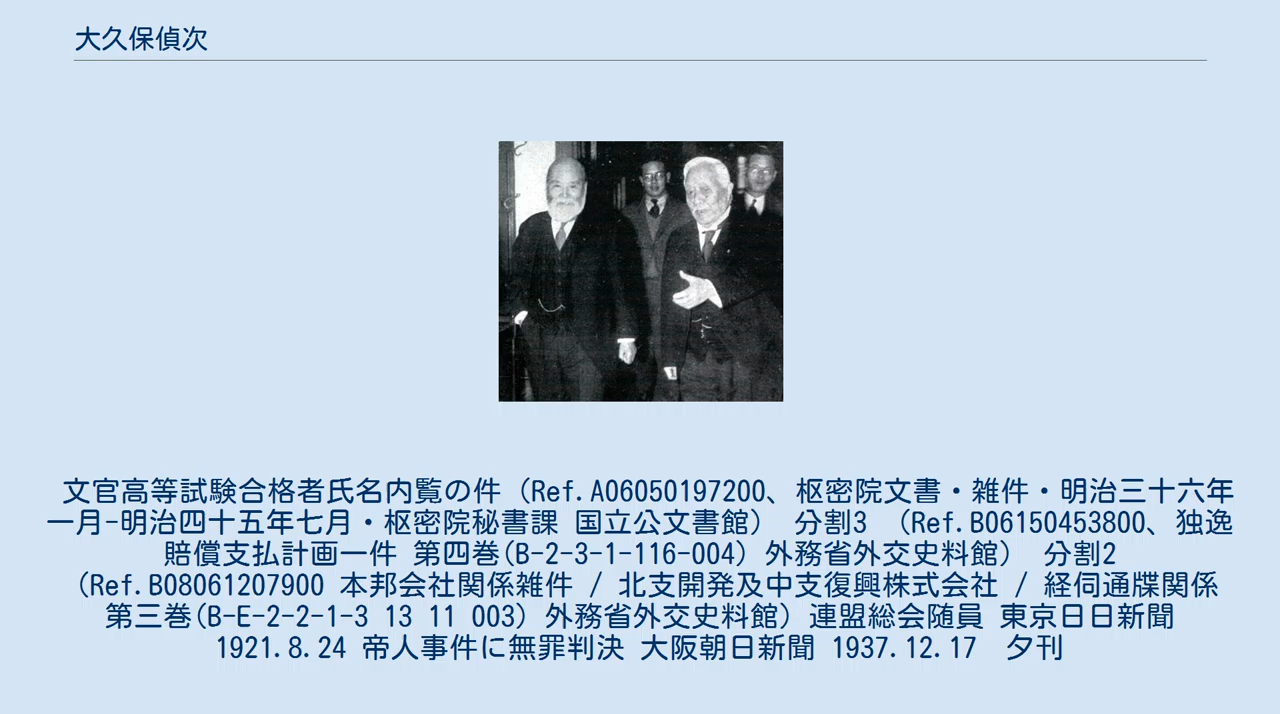 大久保偵次
文官高等試験合格者氏名内覧の件（Ref.A06050197200、枢密院文書・雑件・明治三十六年
一月-明治四十五年七月・枢密院秘書課 国立公文書館） 分割3 （Ref.B06150453800、独逸
賠償支払計画一件 第四巻(B-2-3-1-116-004）外務省外交史料館） 分割2
（Ref.B08061207900 本邦会社関係雑件 / 北支開発及中支復興株式会社 / 経伺通牒関係
第三巻(B-E-2-2-1-3 13 11 003）外務省外交史料館）連盟総会随員 東京日日新聞
1921.8.24 帝人事件に無罪判決 大阪朝日新聞 1937.12.17　夕刊